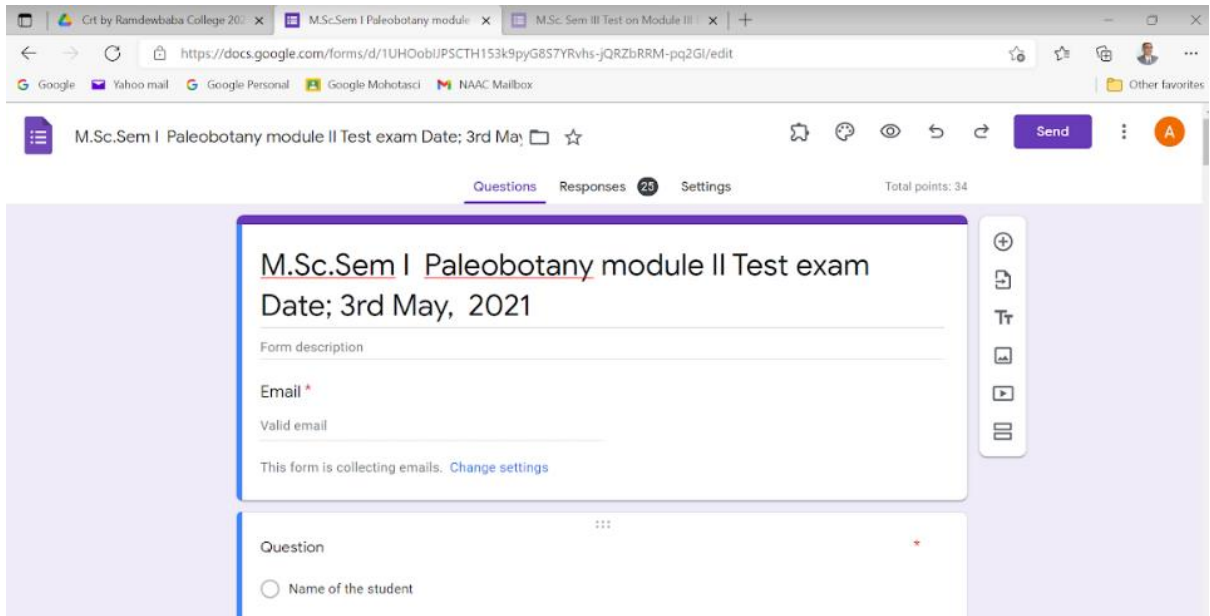 Crt by Ramdewbaba College 202
M.Sc.Sem I Paleobotany module
M.Sc. Sem III Test on Module III
https://docs.google.com/forms/d/1UHOobIJPSCTH153k9pyG8S7YRvhs-jQRZbRRM-pq2GI/edit
G Google Yahoo mail G Google Personal Google Mohotasci NAAC Mailbox Other favorites
M.Sc.Sem I Paleobotany module II Test exam Date; 3rd May Send A
Questions Responses 25 Settings Total points: 34
M.Sc.Sem I Paleobotany module II Test exam
Date; 3rd May, 2021
Form description
Email *
Valid email
This form is collecting emails. Change settings
Question *
Name of the student